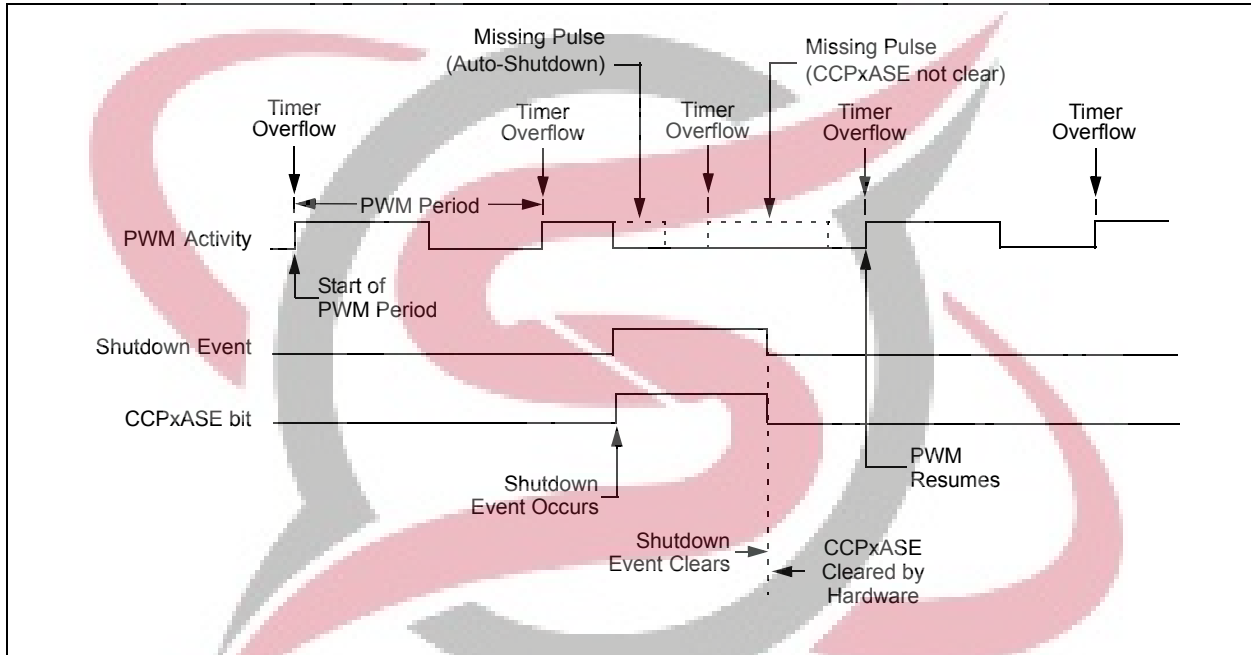 Missing Pulse
(Auto-Shutdown)
Missing Pulse
(CCPxASE not clear)
Timer
Overflow
Timer
Overflow
Timer
Overflow
Timer
Overflow
Timer
Overflow
PWM Period
PWM Activity
Start of
PWM Period
Shutdown Event
CCPxASE bit
PWM
Resumes
Shutdown
Event Occurs
Shutdown
Event Clears
CCPxASE
Cleared by
Hardware